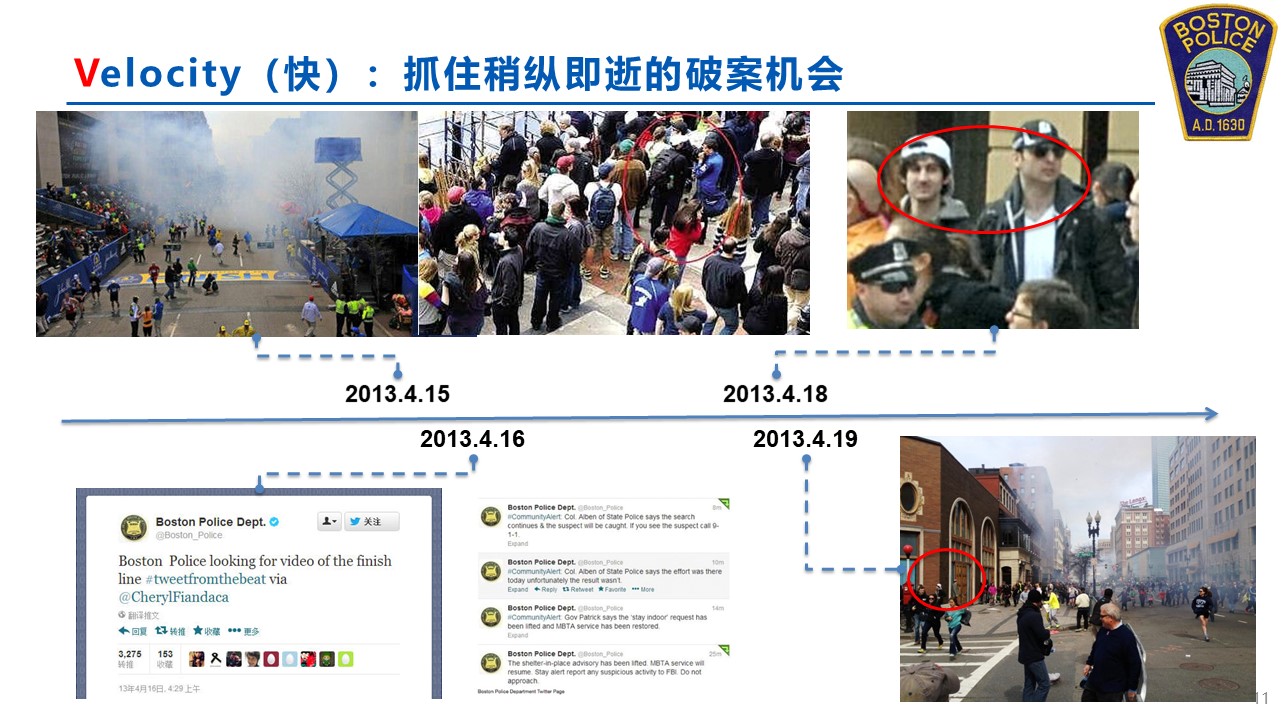 Velocity（快）：抓住稍纵即逝的破案机会
BOSTON
POLICE
A.D.1630
2013.4.15
2013.4.18
2013.4.16
2013.4.19
Boston Police Dept.
@Boston_Police
关注
Boston Police looking for video of the finish
line #tweetfromthebeat via
@CherylFiandaca
翻译推文
回复 转推 收藏 更多
3,275 153
转推 收藏
13年4月16日, 4:29 上午
Boston Police Dept. @Boston_Police 8m
#CommunityAlert: Col. Alben of State Police says the search
continues & the suspect will be caught. If you see the suspect call 9-
1-1.
Expand
Boston Police Dept. @Boston_Police 10m
#CommunityAlert: Col. Alben of State Police says the effort was there
today unfortunately the result wasn't.
Expand Reply Retweet Favorite More
Boston Police Dept. @Boston_Police 14m
#CommunityAlert: Gov Patrick says the 'stay indoor' request has
been lifted and MBTA service has been restored.
Expand
Boston Police Dept. @Boston_Police 25m
The shelter-in-place advisory has been lifted. MBTA service will
resume. Stay alert report any suspicious activity to FBI. Do not
approach.
Boston Police Department Twitter Page
The Lenox
11